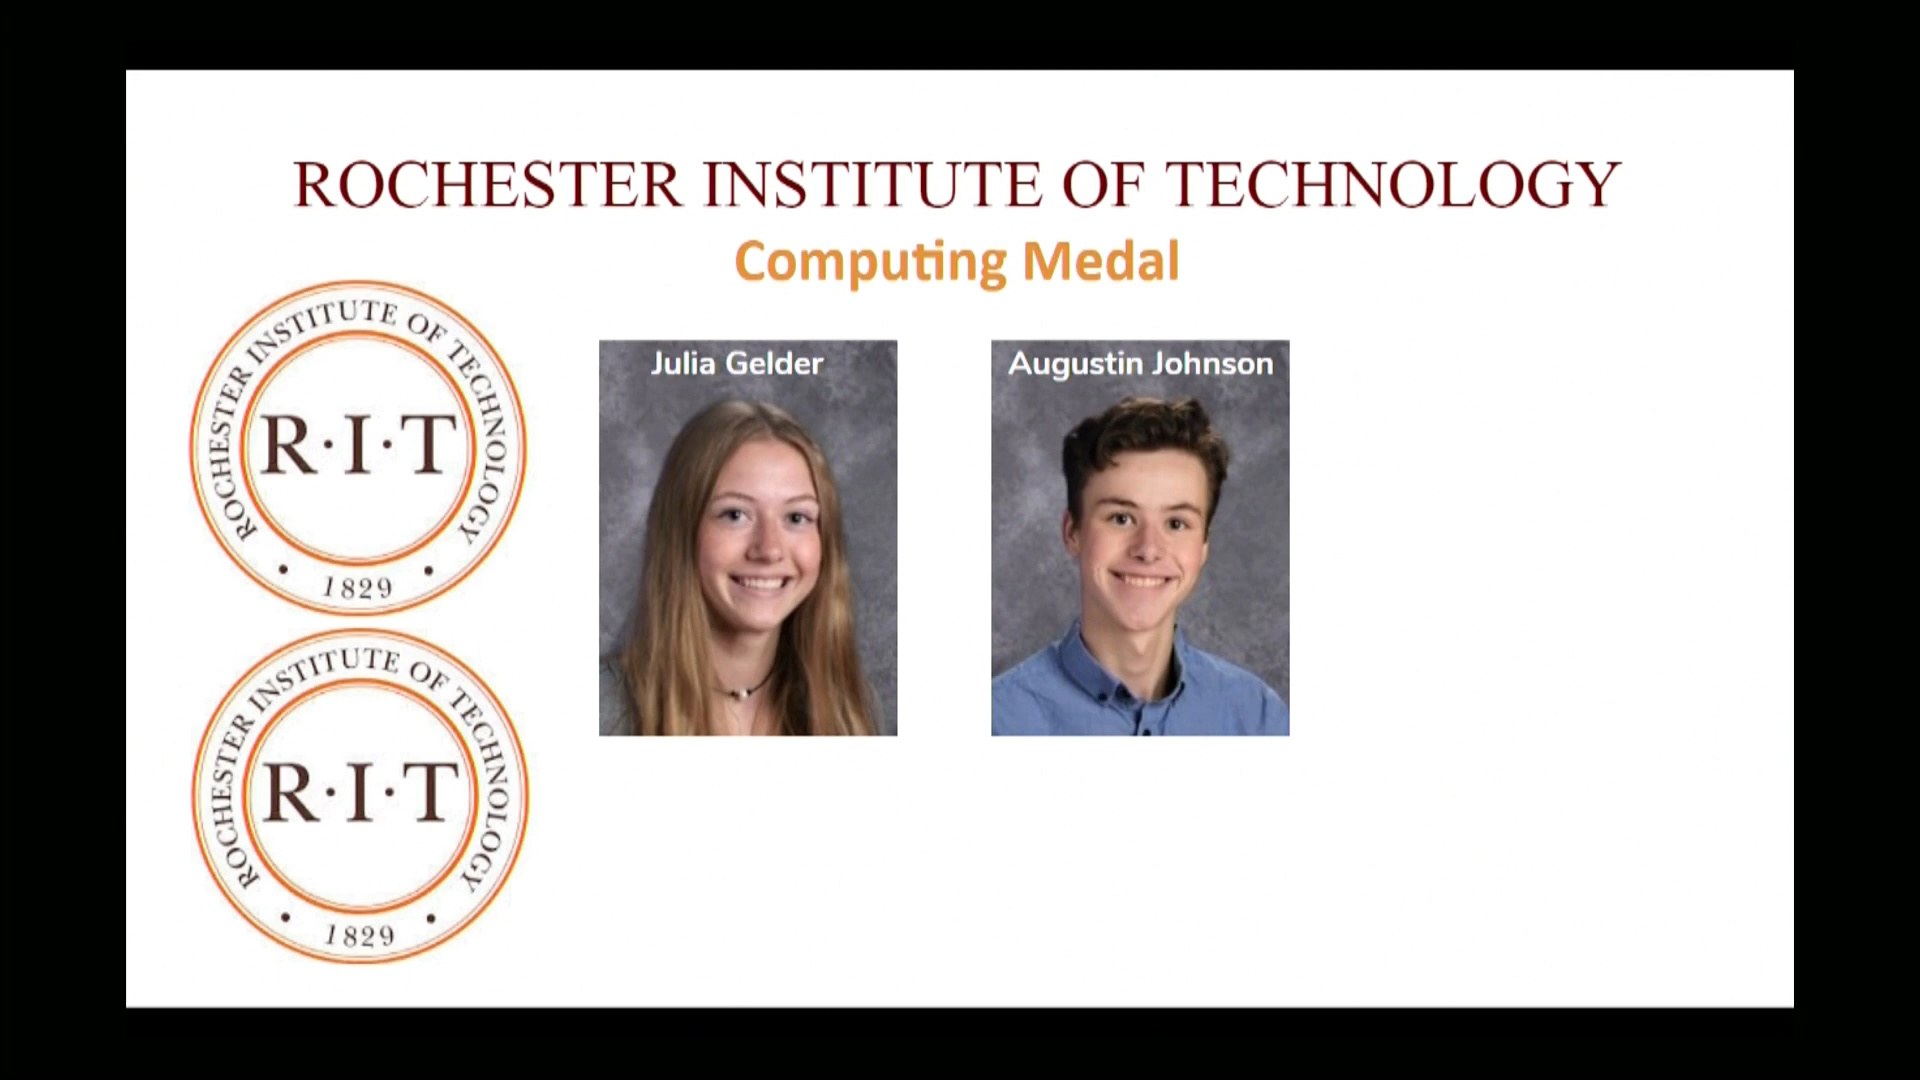 ROCHESTER INSTITUTE OF TECHNOLOGY
Computing Medal
ROCHESTER INSTITUTE OF TECHNOLOGY
R·I·T
• 1829 •
Julia Gelder
Augustin Johnson
ROCHESTER INSTITUTE OF TECHNOLOGY
R·I·T
• 1829 •